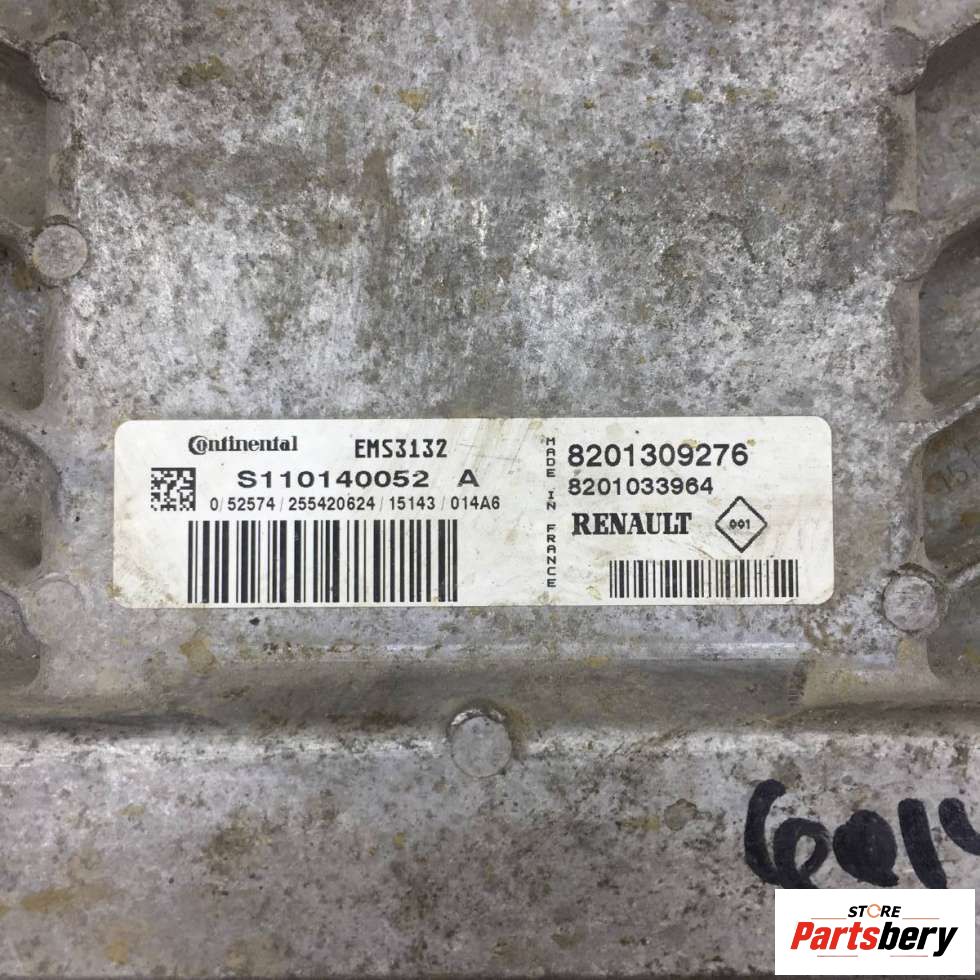 Continental EMS3132
S110140052 A
0/52574/255420624/15143/014A6
MADE IN FRANCE
8201309276
8201033964
RENAULT 001
STORE
Partsbery